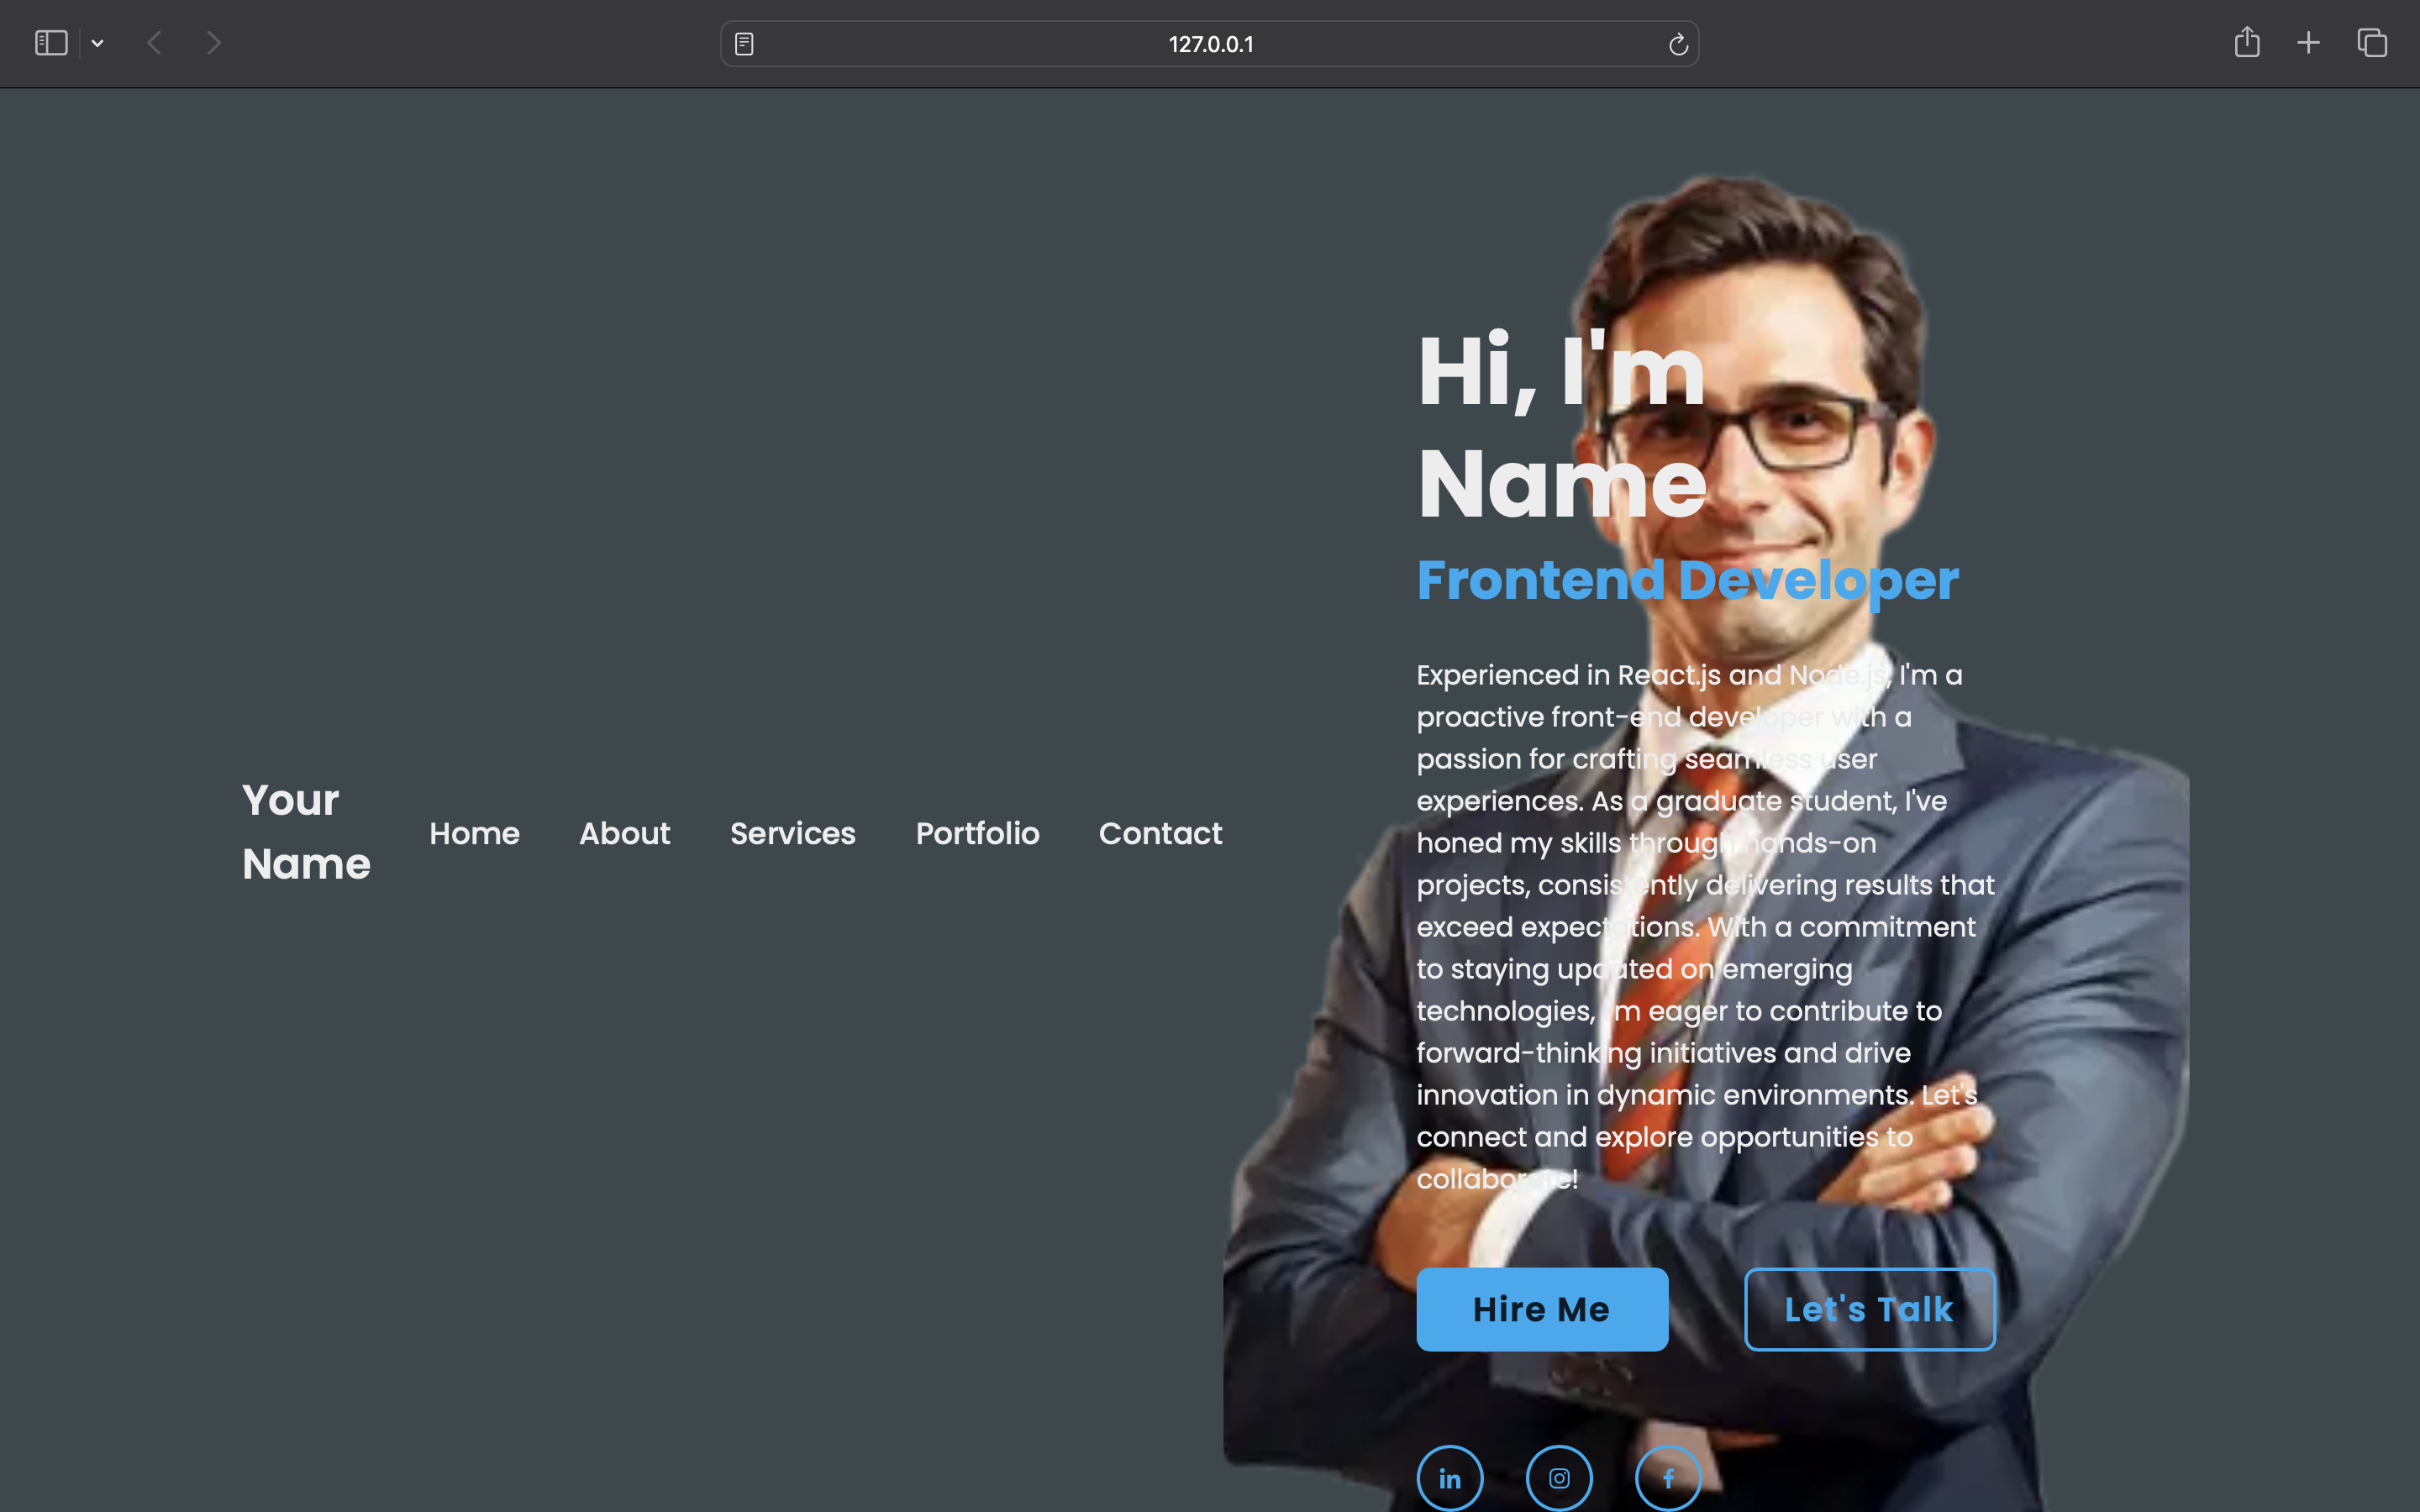 127.0.0.1
Your
Name
Home About Services Portfolio Contact
Hi, I'm
Name
Frontend Developer
Experienced in React.js and Node.js, I'm a
proactive front-end developer with a
passion for crafting seamless user
experiences. As a graduate student, I've
honed my skills through hands-on
projects, consistently delivering results that
exceed expectations. With a commitment
to staying updated on emerging
technologies, I'm eager to contribute to
forward-thinking initiatives and drive
innovation in dynamic environments. Let's
connect and explore opportunities to
collaborate!
Hire Me Let's Talk
in f